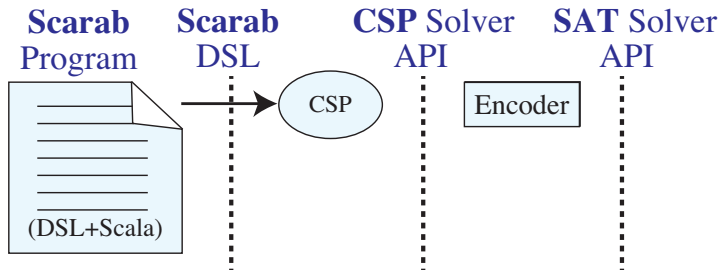 Scarab
Program
Scarab
DSL
CSP Solver
API
SAT Solver
API
CSP
Encoder
(DSL+Scala)